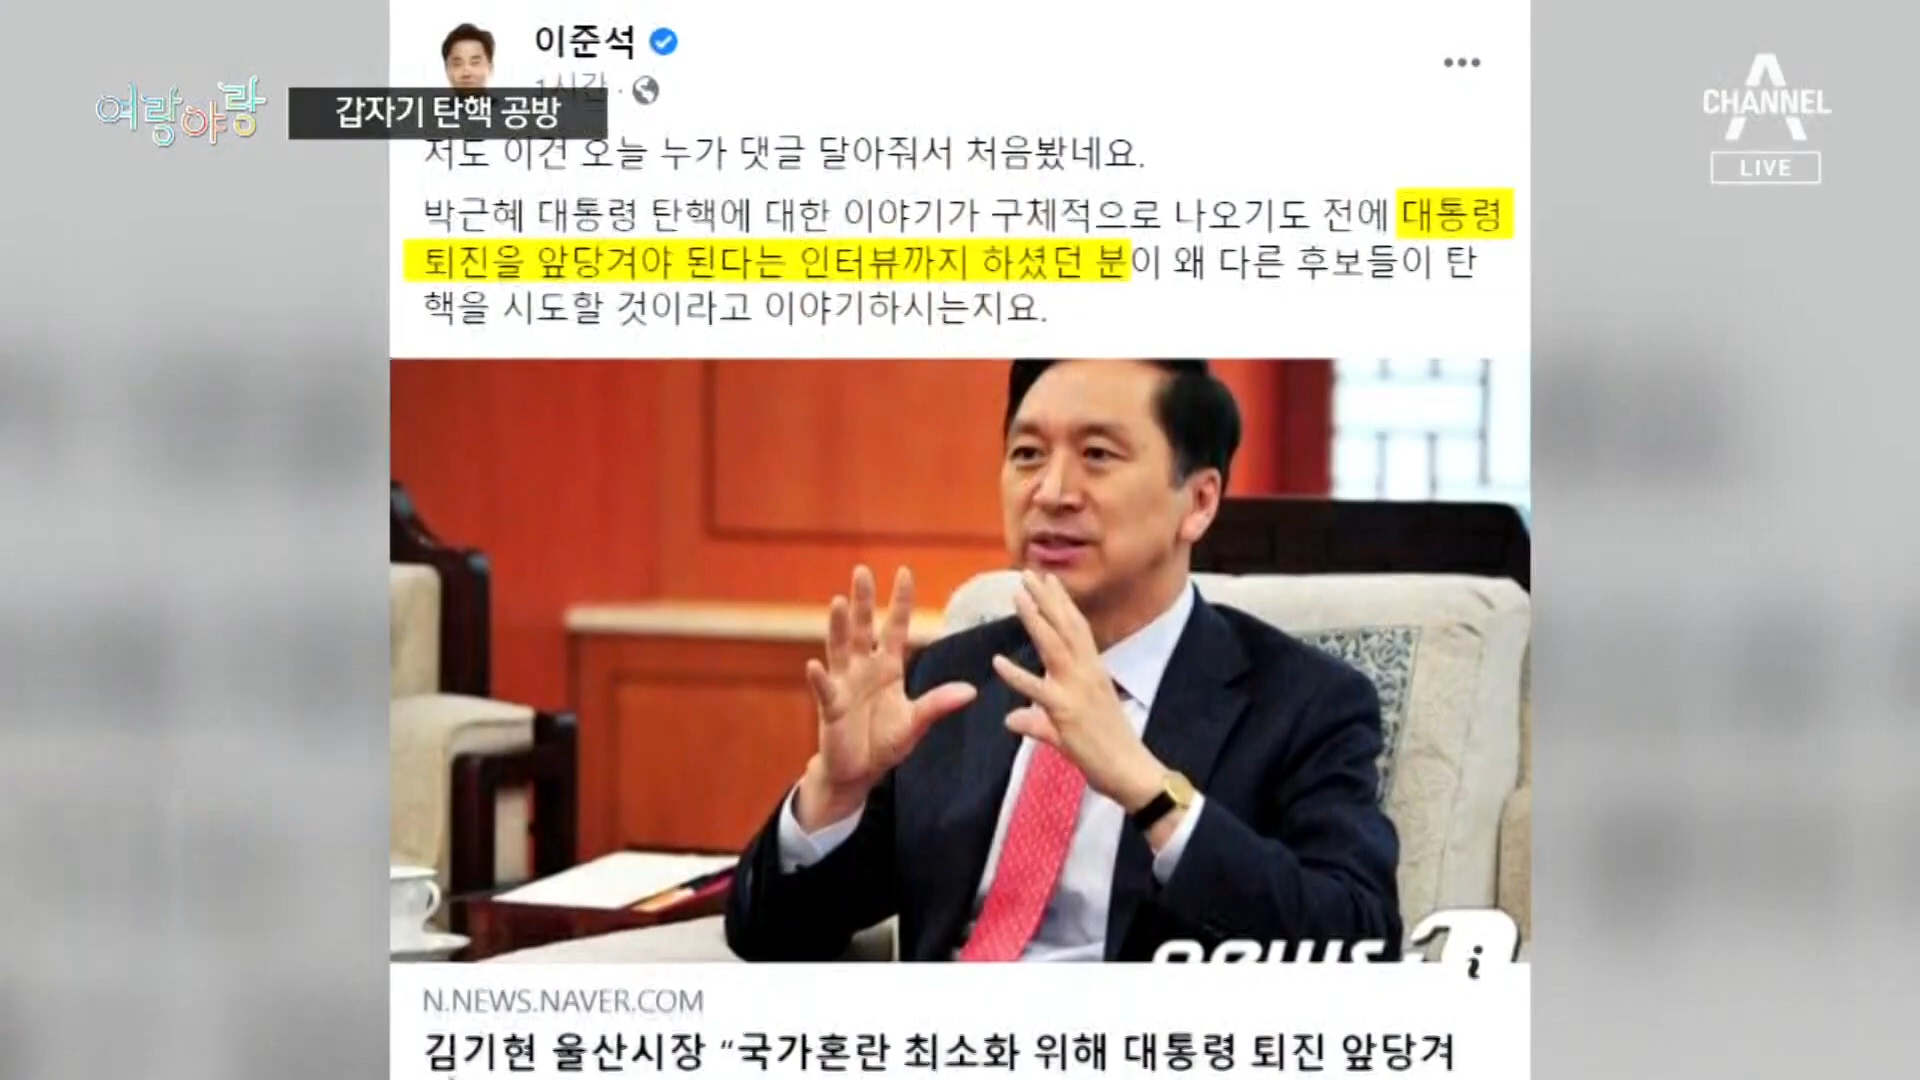 이준석
1시간 ·
여랑야랑
갑자기 탄핵 공방
CHANNEL A
LIVE
저도 이건 오늘 누가 댓글 달아줘서 처음봤네요.
박근혜 대통령 탄핵에 대한 이야기가 구체적으로 나오기도 전에 대통령
퇴진을 앞당겨야 된다는 인터뷰까지 하셨던 분이 왜 다른 후보들이 탄
핵을 시도할 것이라고 이야기하시는지요.
news1
i
N.NEWS.NAVER.COM
김기현 울산시장 “국가혼란 최소화 위해 대통령 퇴진 앞당겨